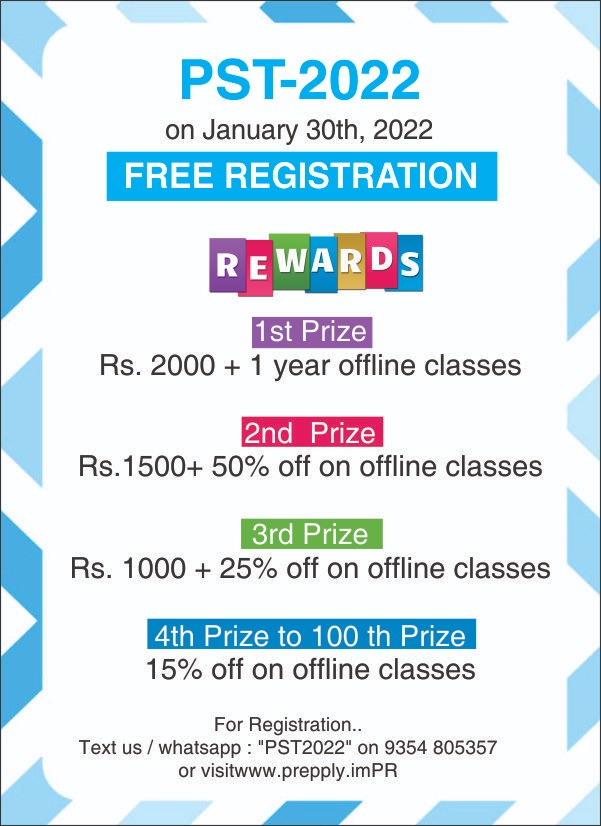 PST-2022
on January 30th, 2022
FREE REGISTRATION
REWARDS
1st Prize
Rs. 2000 + 1 year offline classes
2nd  Prize
Rs.1500+ 50% off on offline classes
3rd Prize
Rs. 1000 + 25% off on offline classes
4th Prize to 100 th Prize
15% off on offline classes
For Registration..
Text us / whatsapp : "PST2022" on 9354 805357
or visitwww.prepply.imPR